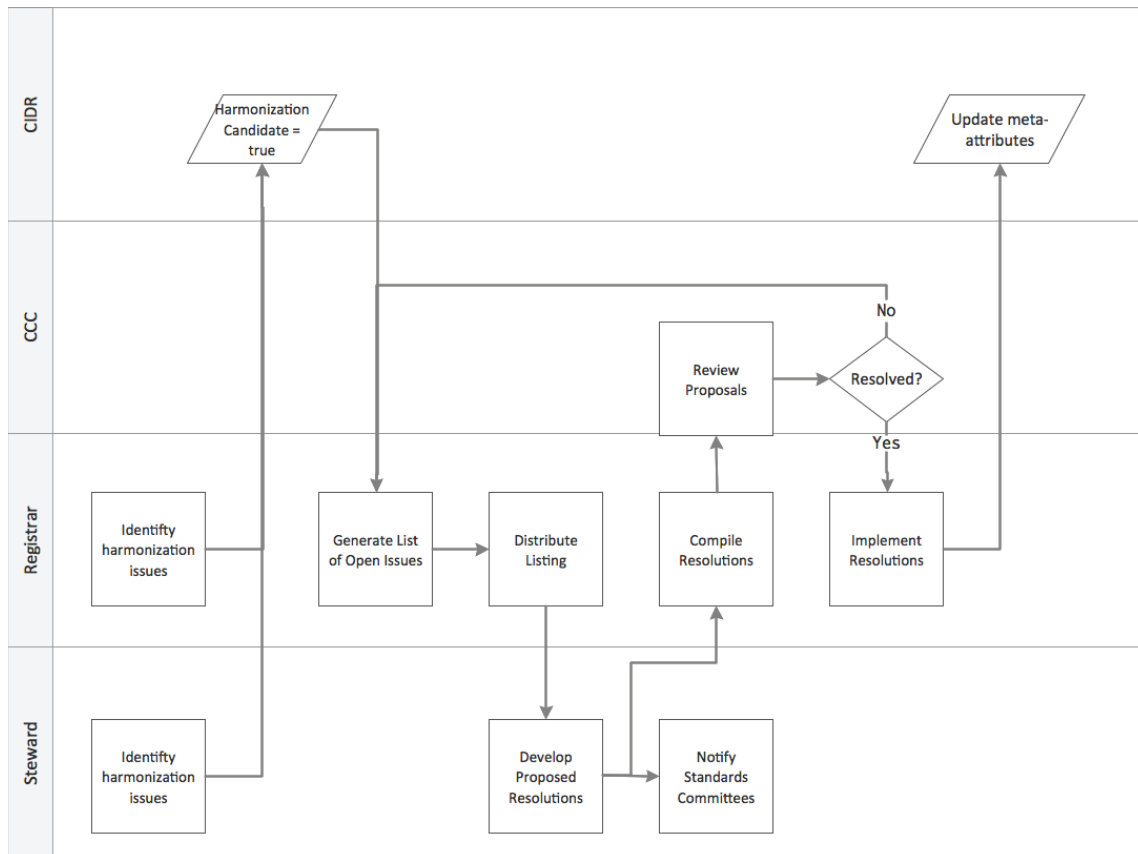 CIDR
Harmonization
Candidate =
true
Update meta-
attributes
CCC
No
Review
Proposals
Resolved?
Yes
Registrar
Identifty
harmonization
issues
Generate List
of Open Issues
Distribute
Listing
Compile
Resolutions
Implement
Resolutions
Steward
Identifty
harmonization
issues
Develop
Proposed
Resolutions
Notify
Standards
Committees